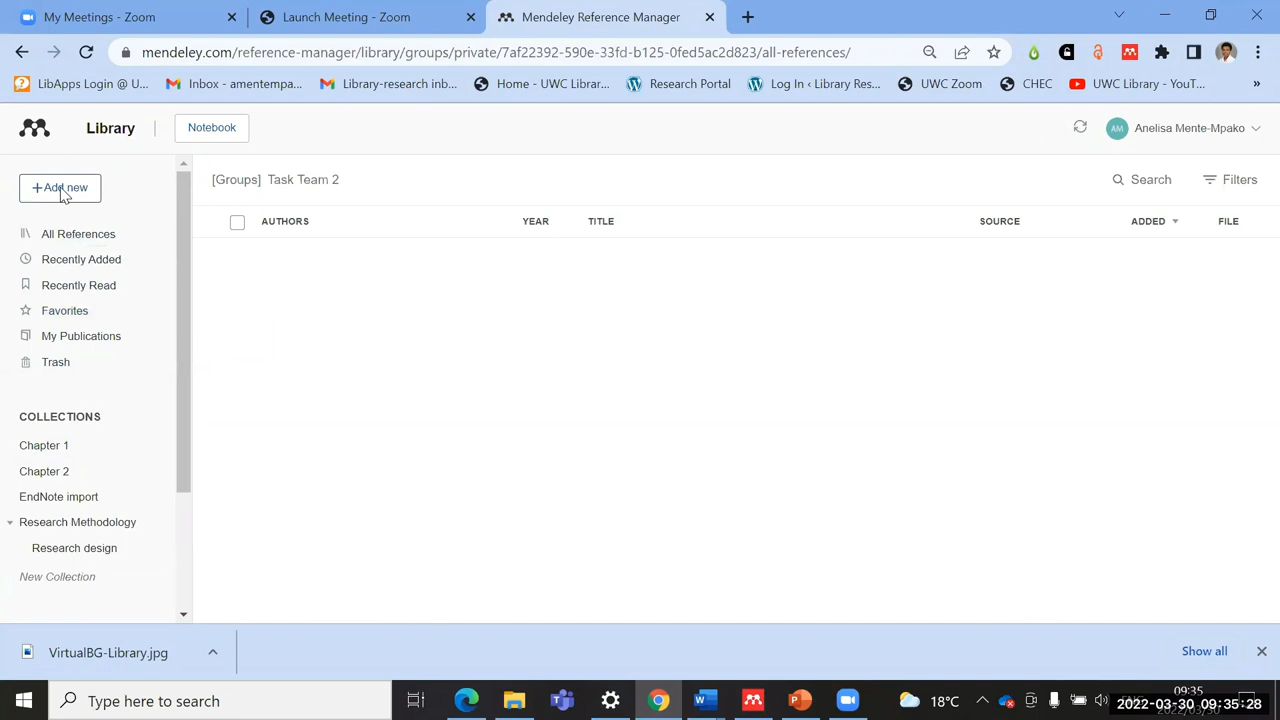 My Meetings - Zoom
Launch Meeting - Zoom
Mendeley Reference Manager
mendeley.com/reference-manager/library/groups/private/7af22392-590e-33fd-b125-0fed5ac2d823/all-references/
LibApps Login @ U...
Inbox - amentempa...
Library-research inb...
Home - UWC Librar...
Research Portal
Log In ‹ Library Res...
UWC Zoom
CHEC
UWC Library - YouT...
»
Library
Notebook
AM
Anelisa Mente-Mpako
+Add new
[Groups] Task Team 2
Search
Filters
AUTHORS
YEAR
TITLE
SOURCE
ADDED
FILE
All References
Recently Added
Recently Read
Favorites
My Publications
Trash
COLLECTIONS
Chapter 1
Chapter 2
EndNote import
Research Methodology
Research design
New Collection
VirtualBG-Library.jpg
Show all
Type here to search
18°C
09:35
2022-03-30 09:35:28